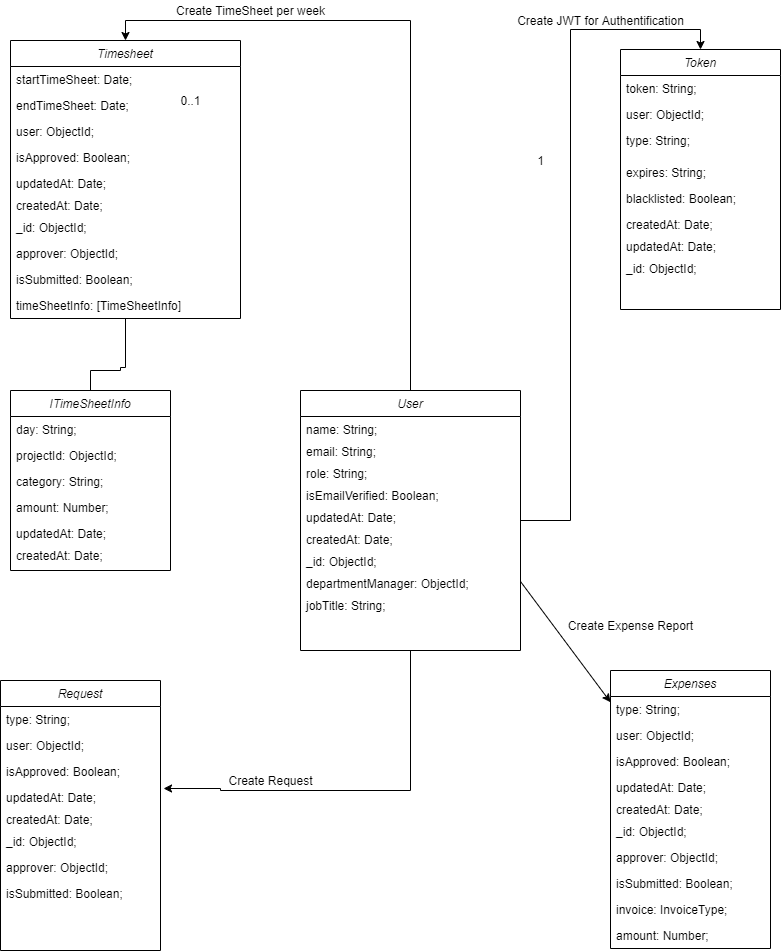 Create TimeSheet per week
Create JWT for Authentification
Timesheet
startTimeSheet: Date;
endTimeSheet: Date;
0..1
user: ObjectId;
isApproved: Boolean;
updatedAt: Date;
createdAt: Date;
_id: ObjectId;
approver: ObjectId;
isSubmitted: Boolean;
timeSheetInfo: [TimeSheetInfo]
Token
token: String;
user: ObjectId;
type: String;
expires: String;
blacklisted: Boolean;
createdAt: Date;
updatedAt: Date;
_id: ObjectId;
1
ITimeSheetInfo
day: String;
projectId: ObjectId;
category: String;
amount: Number;
updatedAt: Date;
createdAt: Date;
User
name: String;
email: String;
role: String;
isEmailVerified: Boolean;
updatedAt: Date;
createdAt: Date;
_id: ObjectId;
departmentManager: ObjectId;
jobTitle: String;
Create Expense Report
Request
type: String;
user: ObjectId;
isApproved: Boolean;
updatedAt: Date;
createdAt: Date;
_id: ObjectId;
approver: ObjectId;
isSubmitted: Boolean;
Create Request
Expenses
type: String;
user: ObjectId;
isApproved: Boolean;
updatedAt: Date;
createdAt: Date;
_id: ObjectId;
approver: ObjectId;
isSubmitted: Boolean;
invoice: InvoiceType;
amount: Number;